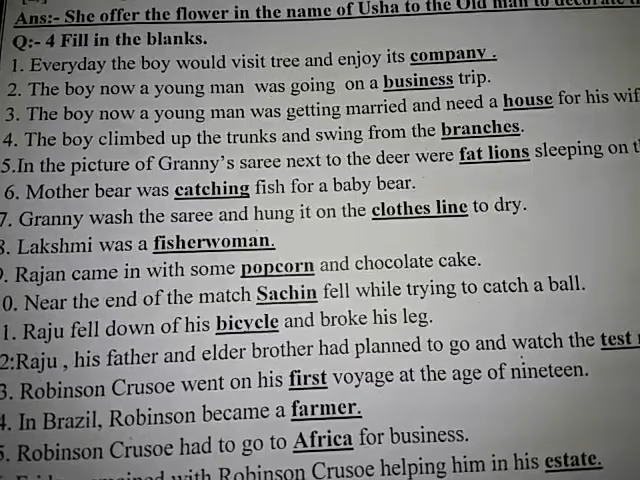 Ans:- She offer the flower in the name of Usha to the Old man to decorate
Q:- 4 Fill in the blanks.
1. Everyday the boy would visit tree and enjoy its company .
2. The boy now a young man was going on a business trip.
3. The boy now a young man was getting married and need a house for his wif
4. The boy climbed up the trunks and swing from the branches.
5.In the picture of Granny's saree next to the deer were fat lions sleeping on t
6. Mother bear was catching fish for a baby bear.
7. Granny wash the saree and hung it on the clothes line to dry.
8. Lakshmi was a fisherwoman.
9. Rajan came in with some popcorn and chocolate cake.
0. Near the end of the match Sachin fell while trying to catch a ball.
1. Raju fell down of his bicycle and broke his leg.
2:Raju , his father and elder brother had planned to go and watch the test
3. Robinson Crusoe went on his first voyage at the age of nineteen.
4. In Brazil, Robinson became a farmer.
5. Robinson Crusoe had to go to Africa for business.
with Robinson Crusoe helping him in his estate.